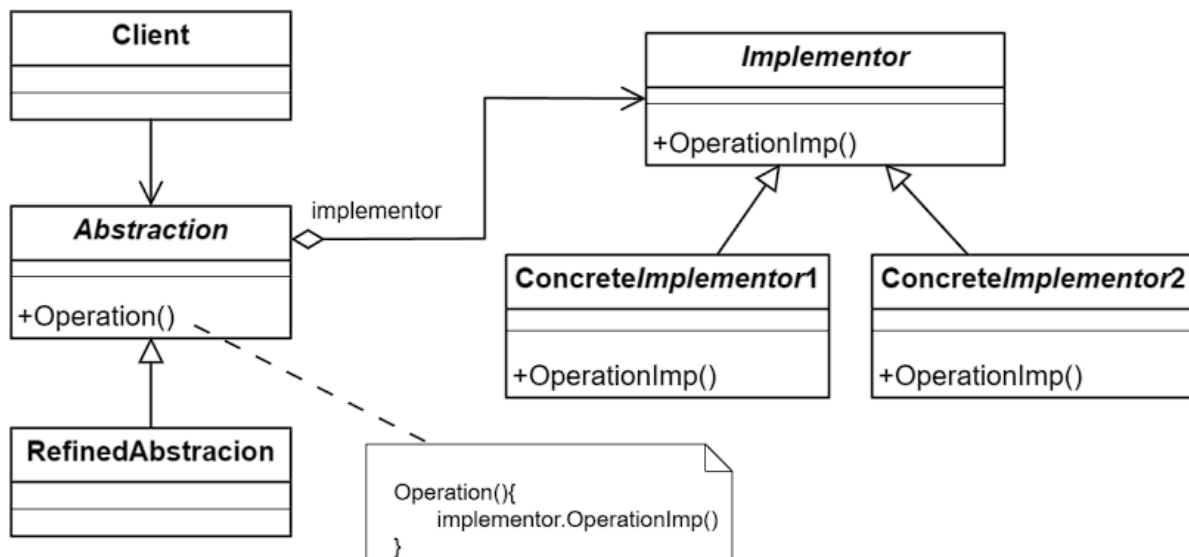 Client
Implementor
+OperationImp()
implementor
Abstraction
+Operation()
ConcreteImplementor1
+OperationImp()
ConcreteImplementor2
+OperationImp()
RefinedAbstracion
Operation(){
implementor.OperationImp()
}